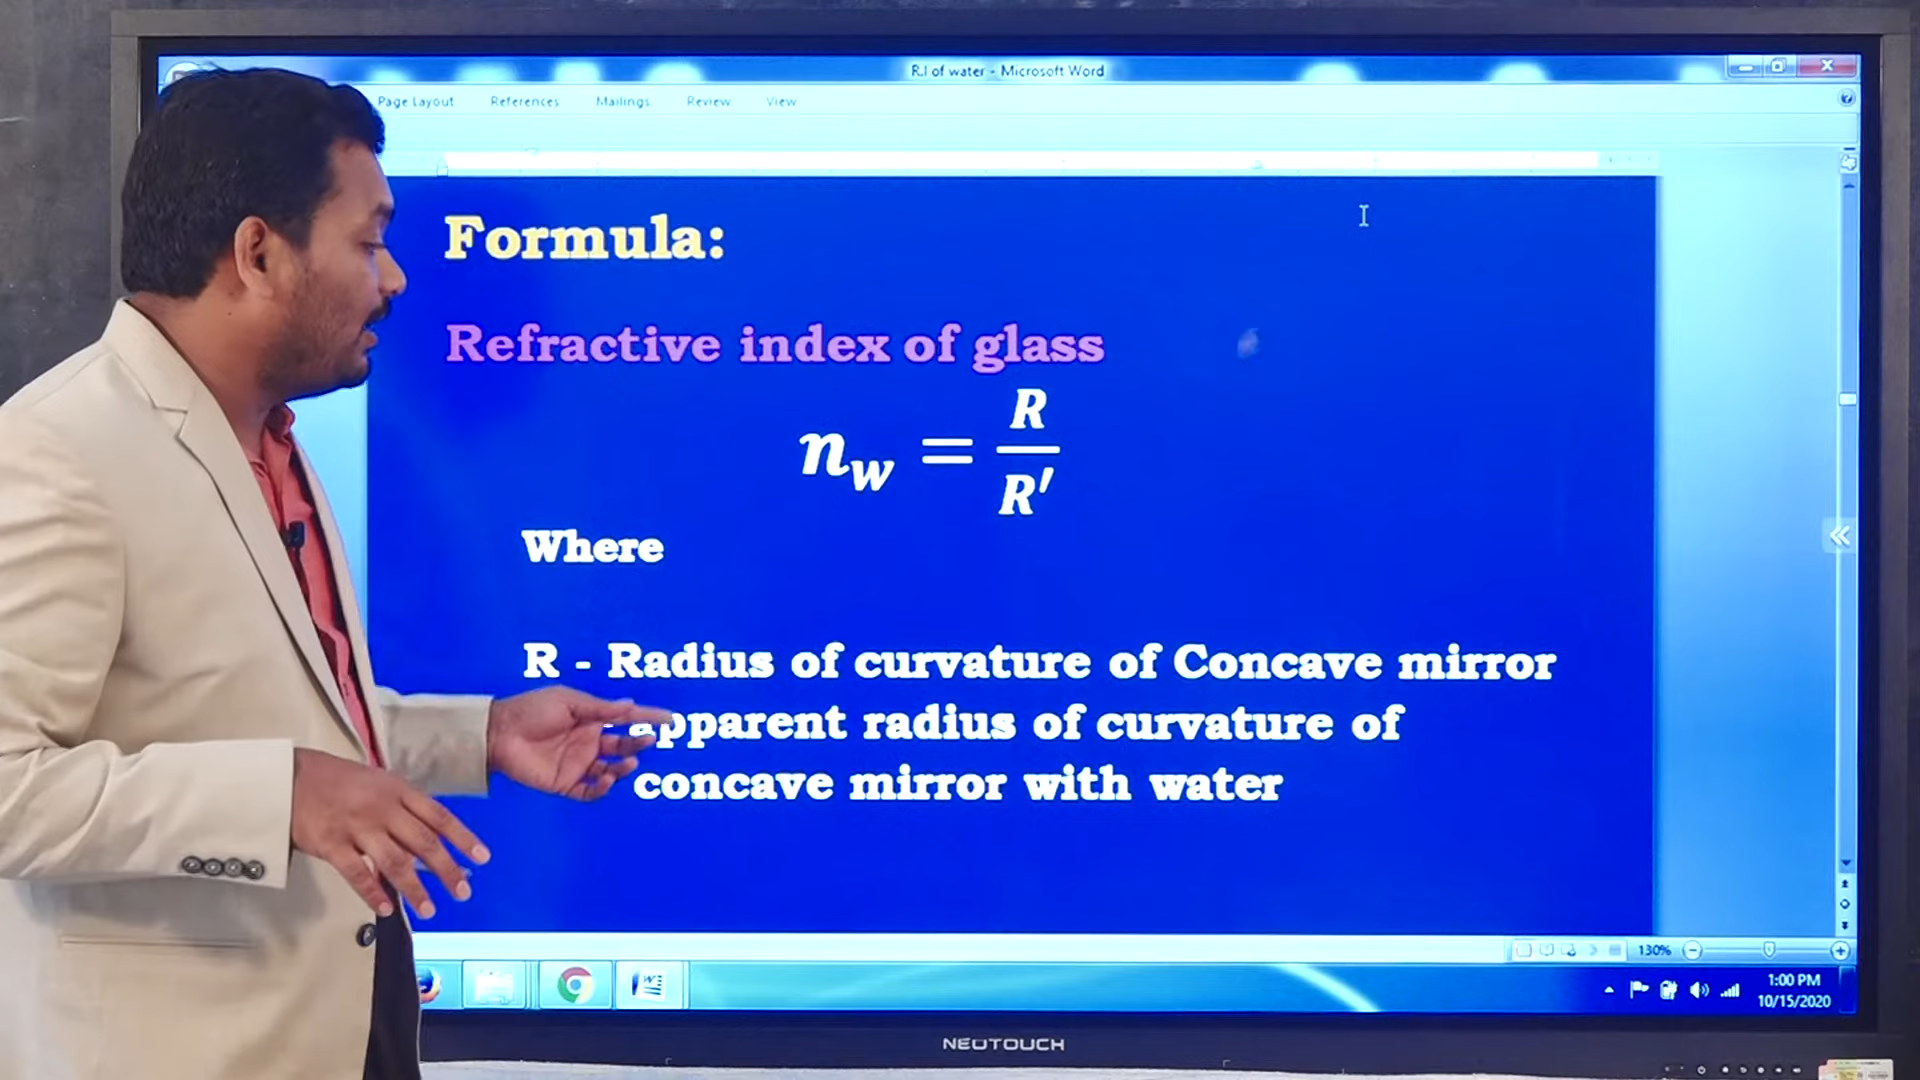 R.I of water - Microsoft Word
Page Layout References Mailings Review View
Formula:
Refractive index of glass
n_w = R/R'
Where
R - Radius of curvature of Concave mirror
- apparent radius of curvature of
concave mirror with water
130%
1:00 PM
10/15/2020
NEOTOUCH